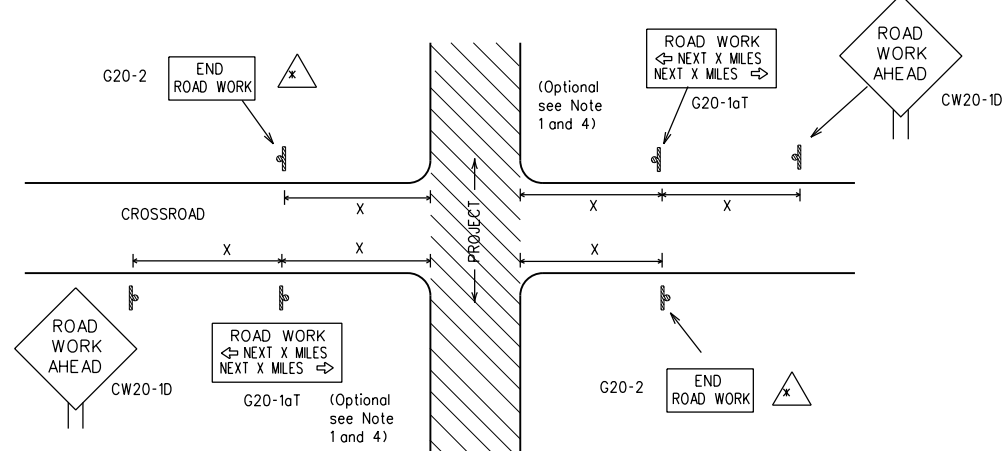 G20-2
END
ROAD WORK
*
(Optional
see Note
1 and 4)
ROAD WORK
⇦ NEXT X MILES
NEXT X MILES ⇨
G20-1aT
ROAD
WORK
AHEAD
CW20-1D
X
X
X
CROSSROAD
PROJECT
X
X
X
ROAD
WORK
AHEAD
CW20-1D
ROAD WORK
⇦ NEXT X MILES
NEXT X MILES ⇨
G20-1aT
(Optional
see Note
1 and 4)
G20-2
END
ROAD WORK
*